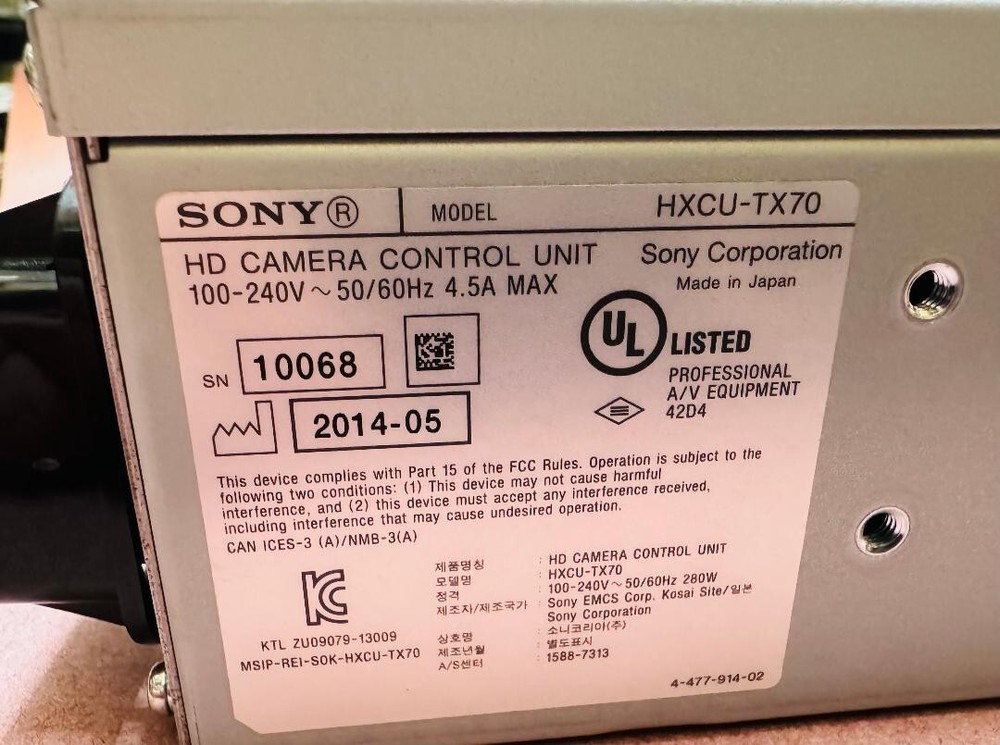 SONY® MODEL HXCU-TX70
HD CAMERA CONTROL UNIT
100-240V ~ 50/60Hz 4.5A MAX
Sony Corporation
Made in Japan
SN 10068
2014-05
UL LISTED
PROFESSIONAL
A/V EQUIPMENT
42D4
This device complies with Part 15 of the FCC Rules. Operation is subject to the
following two conditions: (1) This device may not cause harmful
interference, and (2) this device must accept any interference received,
including interference that may cause undesired operation.
CAN ICES-3 (A)/NMB-3(A)
KTL ZU09079-13009
MSIP-REI-S0K-HXCU-TX70
제품명칭 : HD CAMERA CONTROL UNIT
모델명 : HXCU-TX70
정격 : 100-240V ~ 50/60Hz 280W
제조자/제조국가 : Sony EMCS Corp. Kosai Site/일본
Sony Corporation
상호명 : 소니코리아(주)
제조년월 : 별도표시
A/S센터 : 1588-7313
4-477-914-02